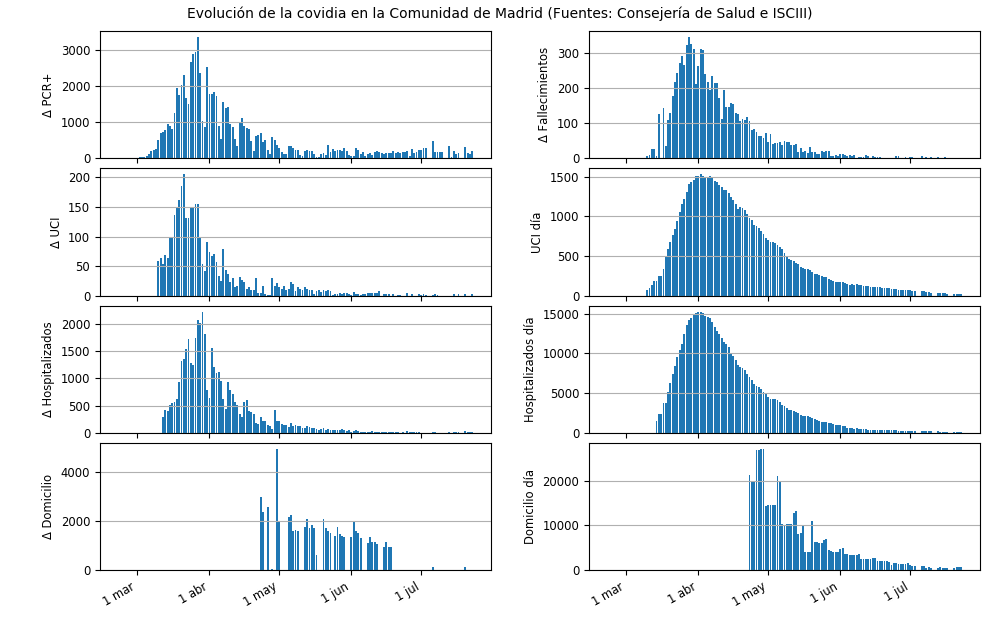 Evolución de la covidia en la Comunidad de Madrid (Fuentes: Consejería de Salud e ISCIII)
Δ PCR+
3000
2000
1000
0
Δ Fallecimientos
300
200
100
0
Δ UCI
200
150
100
50
0
UCI día
1500
1000
500
0
Δ Hospitalizados
2000
1500
1000
500
0
Hospitalizados día
15000
10000
5000
0
Δ Domicilio
4000
2000
0
Domicilio día
20000
10000
0
1 mar
1 abr
1 may
1 jun
1 jul
1 mar
1 abr
1 may
1 jun
1 jul